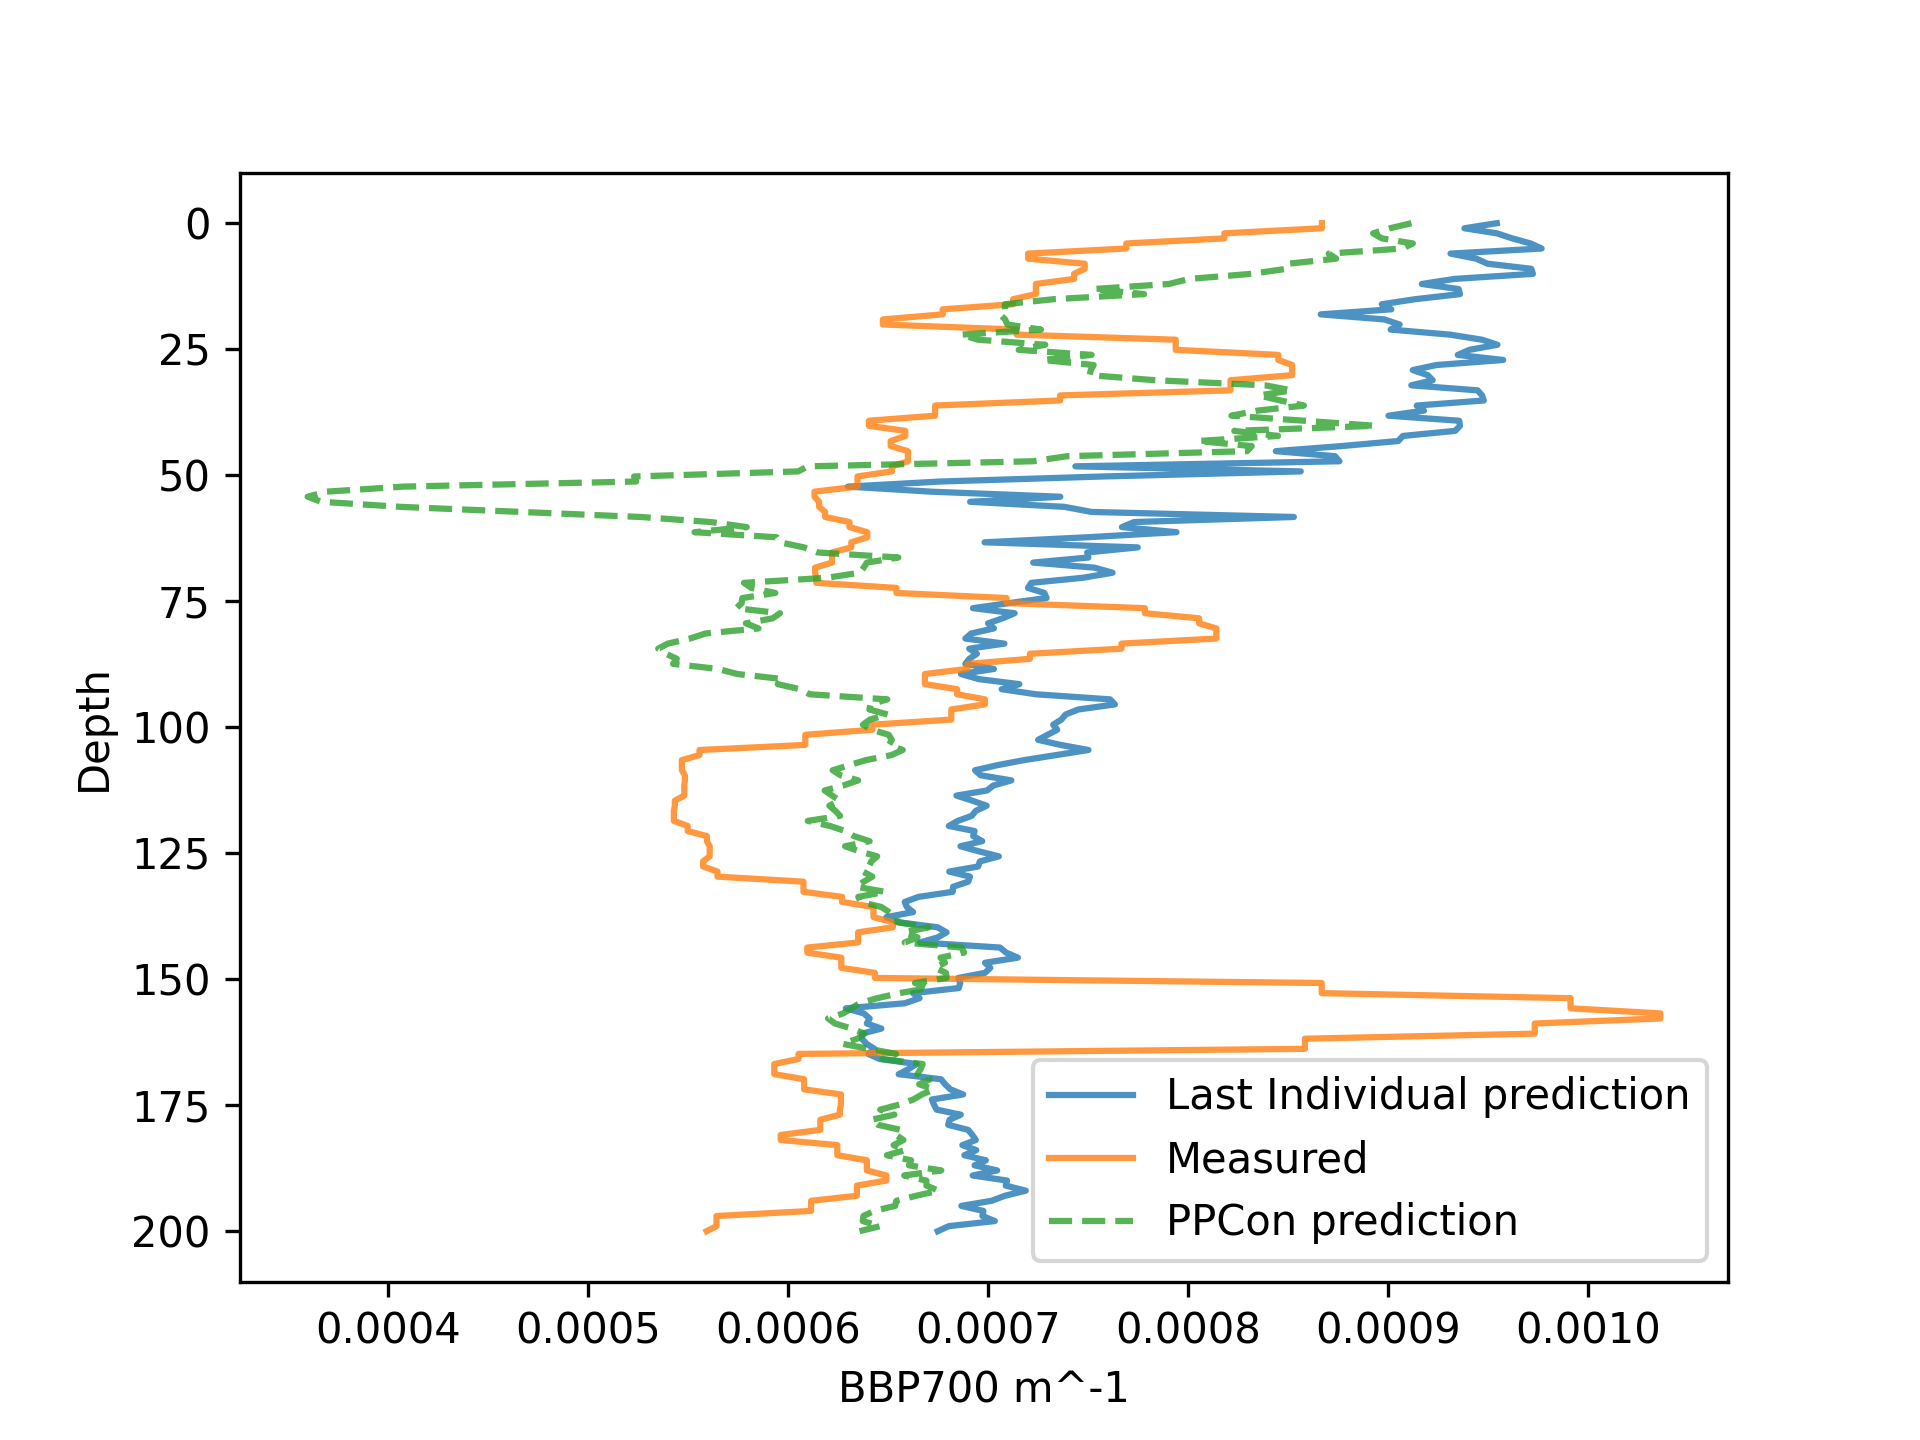 0
25
50
75
100
125
150
175
200
Depth
0.0004 0.0005 0.0006 0.0007 0.0008 0.0009 0.0010
BBP700 m^-1
Last Individual prediction
Measured
PPCon prediction